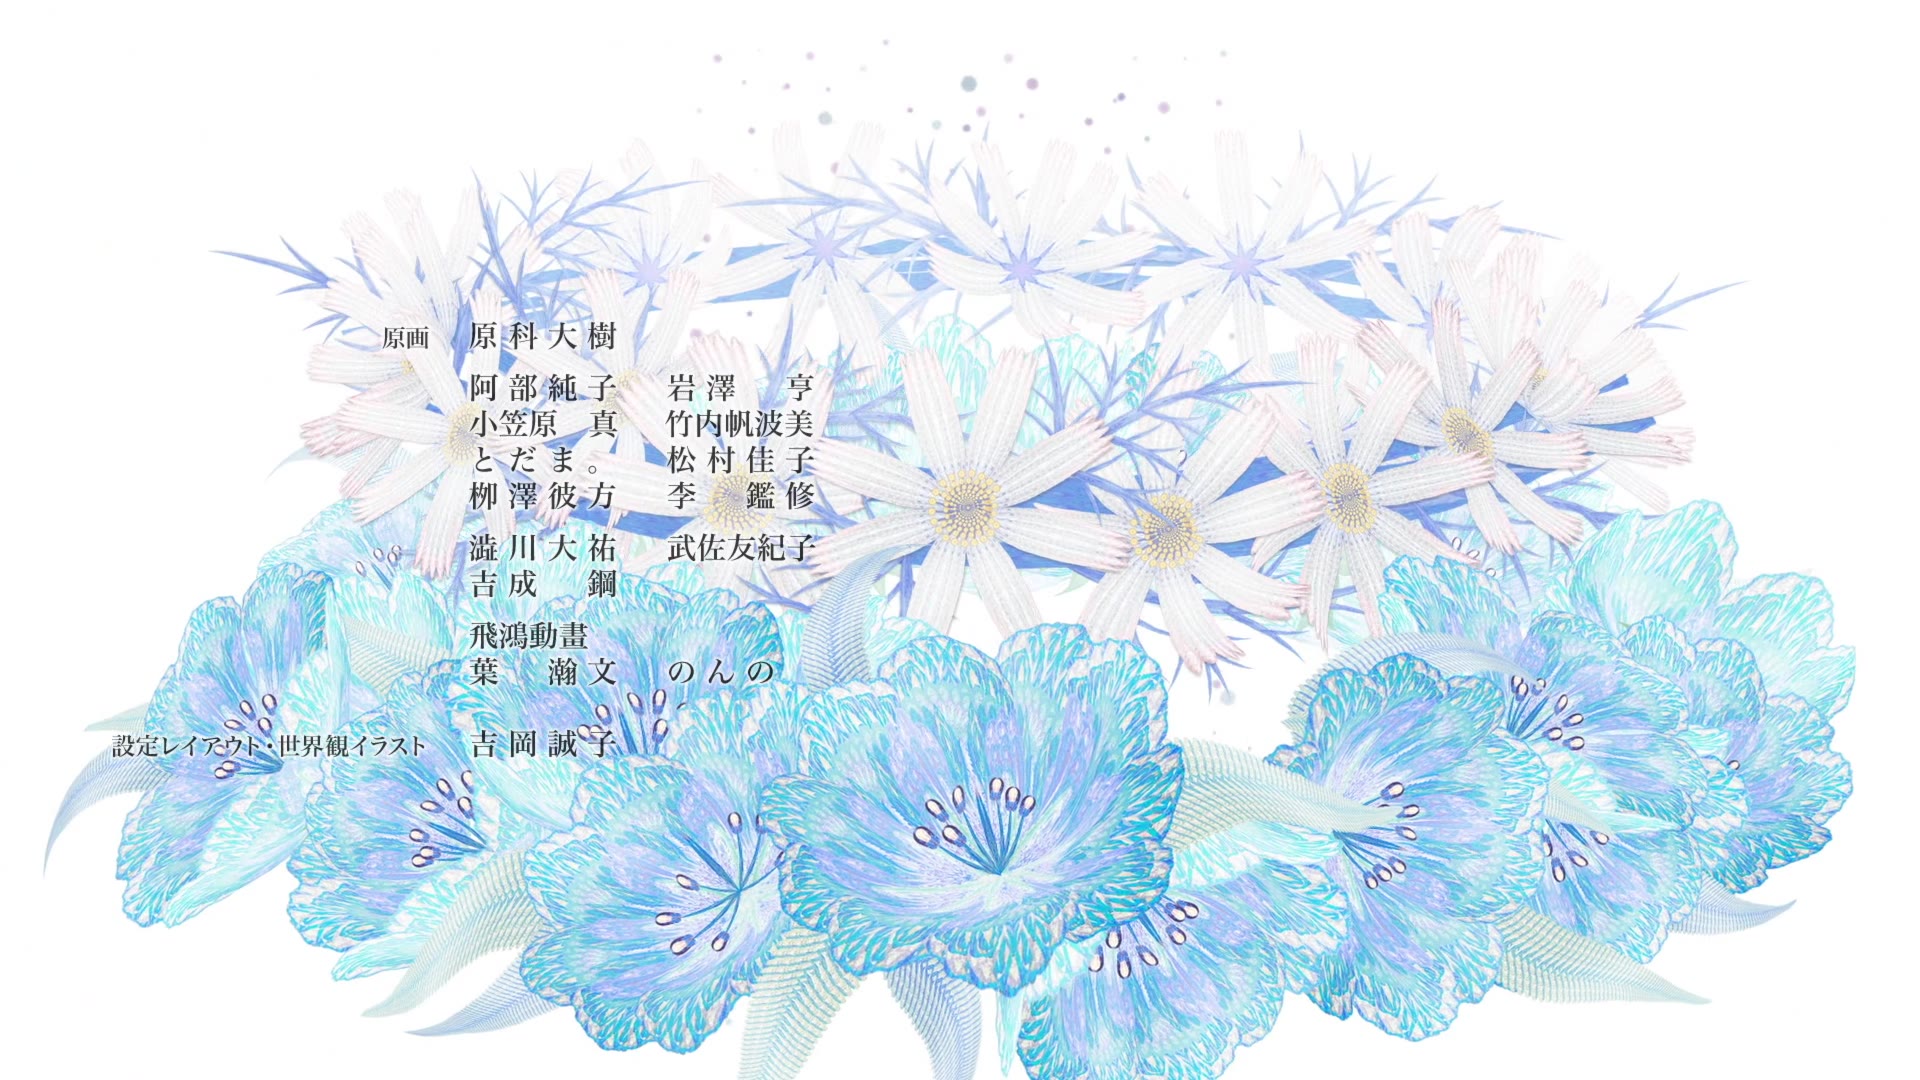 原画 原科大樹
阿部純子 岩澤 亨
小笠原 真 竹内帆波美
とだま。 松村佳子
栁澤彼方 李 鑑修
澁川大祐 武佐友紀子
吉成 鋼
飛鴻動畫
葉 瀚文 のんの
設定レイアウト・世界観イラスト 吉岡誠子